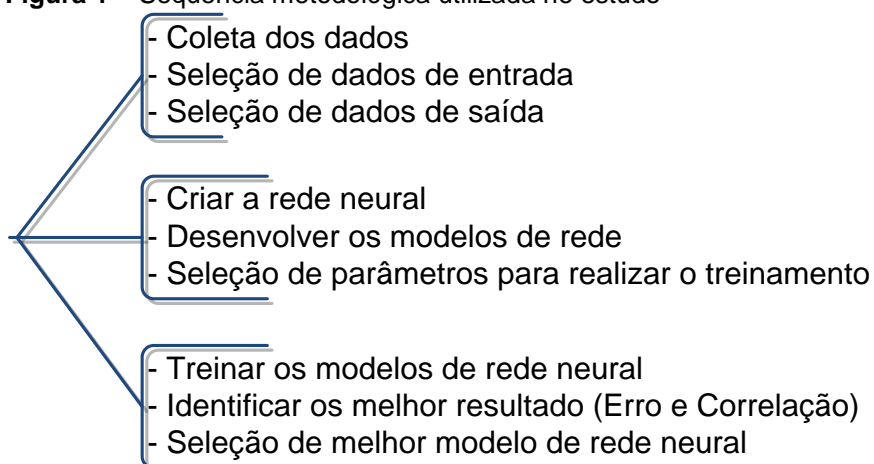 Figura 1 – Sequência metodológica utilizada no estudo
- Coleta dos dados
- Seleção de dados de entrada
- Seleção de dados de saída
- Criar a rede neural
- Desenvolver os modelos de rede
- Seleção de parâmetros para realizar o treinamento
- Treinar os modelos de rede neural
- Identificar os melhor resultado (Erro e Correlação)
- Seleção de melhor modelo de rede neural